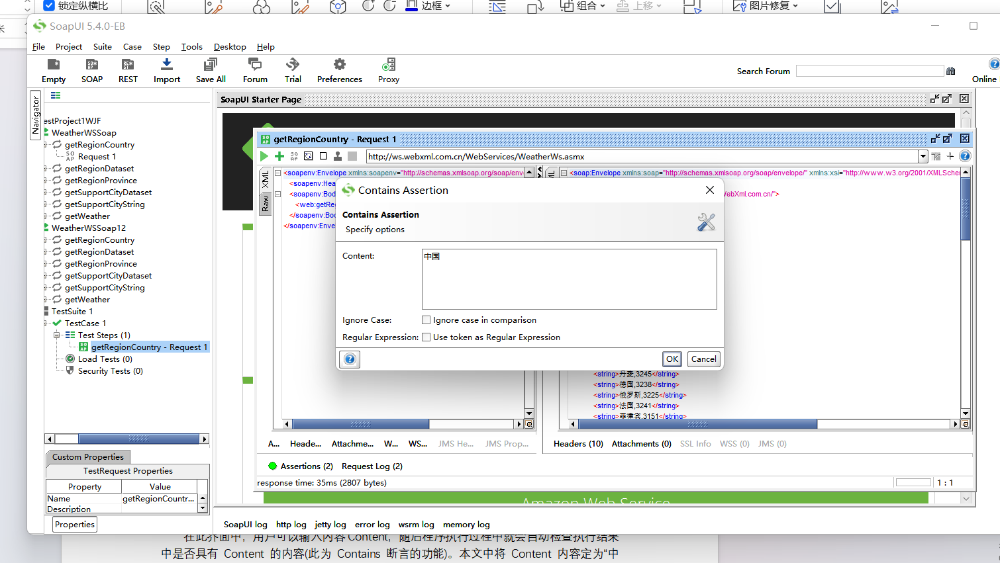 锁定纵横比
边框
组合
上移
图片修复
米
SoapUI 5.4.0-EB
File Project Suite Case Step Tools Desktop Help
Empty SOAP REST Import Save All Forum Trial Preferences Proxy
Search Forum
Online
Navigator
SoapUI Starter Page
estProject1WJF
WeatherWSSoap
getRegionCountry
Request 1
getRegionDataset
getRegionProvince
getSupportCityDataset
getSupportCityString
getWeather
WeatherWSSoap12
getRegionCountry
getRegionDataset
getRegionProvince
getSupportCityDataset
getSupportCityString
getWeather
TestSuite 1
TestCase 1
Test Steps (1)
getRegionCountry - Request 1
Load Tests (0)
Security Tests (0)
Custom Properties
TestRequest Properties
Property Value
Name getRegionCountr...
Description
Properties
getRegionCountry - Request 1
http://ws.webxml.com.cn/WebServices/WeatherWs.asmx
XML
Raw
<soapenv:Envelope xmlns:soapenv="http://schemas.xmlsoap.org/soap/env
<soapenv:Hea
<soapenv:Bod
<web:getRe
</soapenv:Bod
</soapenv:Enve
<soap:Envelope xmlns:soap="http://schemas.xmlsoap.org/soap/envelope/" xmlns:xsi="http://www.w3.org/2001/XMLSchem
WebXml.com.cn/">
Contains Assertion
Contains Assertion
Specify options
Content: 中国
Ignore Case: Ignore case in comparison
Regular Expression: Use token as Regular Expression
OK Cancel
<string>丹麦,3245</string>
<string>德国,3238</string>
<string>俄罗斯,3225</string>
<string>法国,3241</string>
<string>菲律宾,3151</string>
A... Heade... Attachme... W... WS... JMS He... JMS Prop...
Headers (10) Attachments (0) SSL Info WSS (0) JMS (0)
Assertions (2) Request Log (2)
response time: 35ms (2807 bytes)
1 : 1
Amazon Web Service
SoapUI log http log jetty log error log wsrm log memory log
在此界面中，用户可以输入内容 Content，随后程序执行过程中就会自动检查执行结果
中是否具有 Content 的内容(此为 Contains 断言的功能)。本文中将 Content 内容定为“中